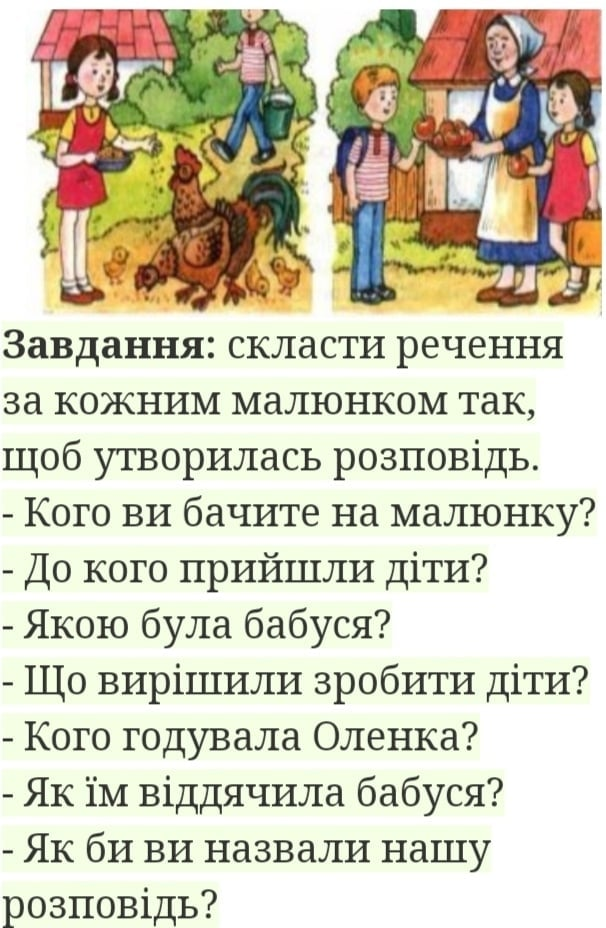 Завдання: скласти речення
за кожним малюнком так,
щоб утворилась розповідь.
- Кого ви бачите на малюнку?
- До кого прийшли діти?
- Якою була бабуся?
- Що вирішили зробити діти?
- Кого годувала Оленка?
- Як їм віддячила бабуся?
- Як би ви назвали нашу
розповідь?